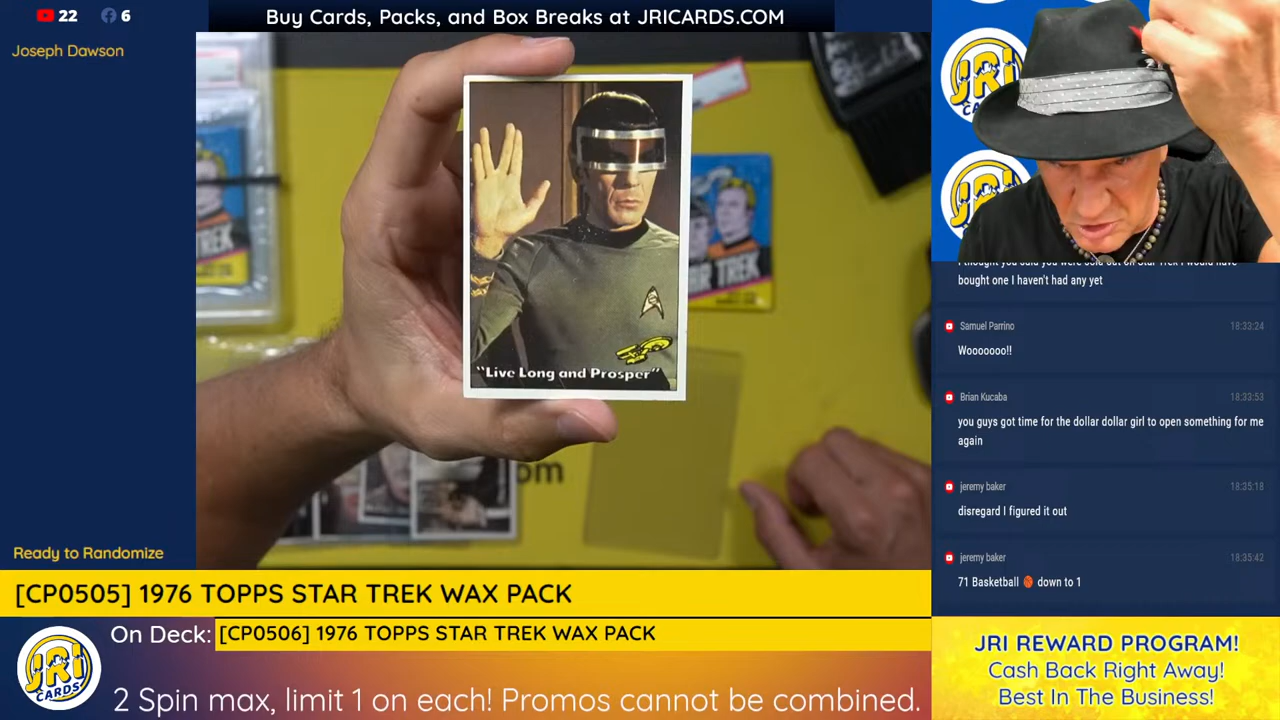 22 6
Buy Cards, Packs, and Box Breaks at JRICARDS.COM
Joseph Dawson
STAR TREK
"Live Long and Prosper"
om
JRI
CARDS
JRI
bought one I haven't had any yet
Samuel Parrino 18:33:24
Wooooooo!!
Brian Kucaba 18:33:53
you guys got time for the dollar dollar girl to open something for me
again
jeremy baker 18:35:18
disregard I figured it out
jeremy baker 18:35:42
71 Basketball 🏀 down to 1
Ready to Randomize
[CP0505] 1976 TOPPS STAR TREK WAX PACK
On Deck: [CP0506] 1976 TOPPS STAR TREK WAX PACK
JRI
CARDS
2 Spin max, limit 1 on each! Promos cannot be combined.
JRI REWARD PROGRAM!
Cash Back Right Away!
Best In The Business!